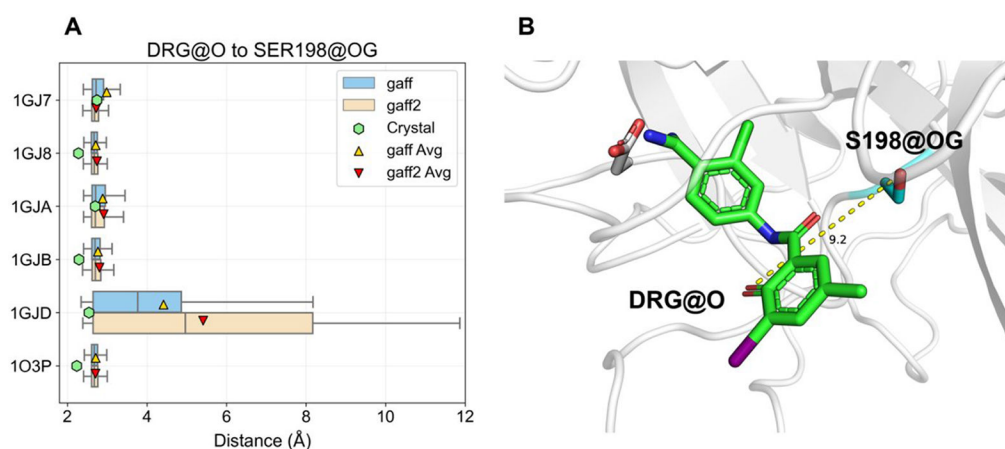 A
DRG@O to SER198@OG
1GJ7
1GJ8
1GJA
1GJB
1GJD
1O3P
gaff
gaff2
Crystal
gaff Avg
gaff2 Avg
2
4
6
8
10
12
Distance (Å)
B
S198@OG
9.2
DRG@O